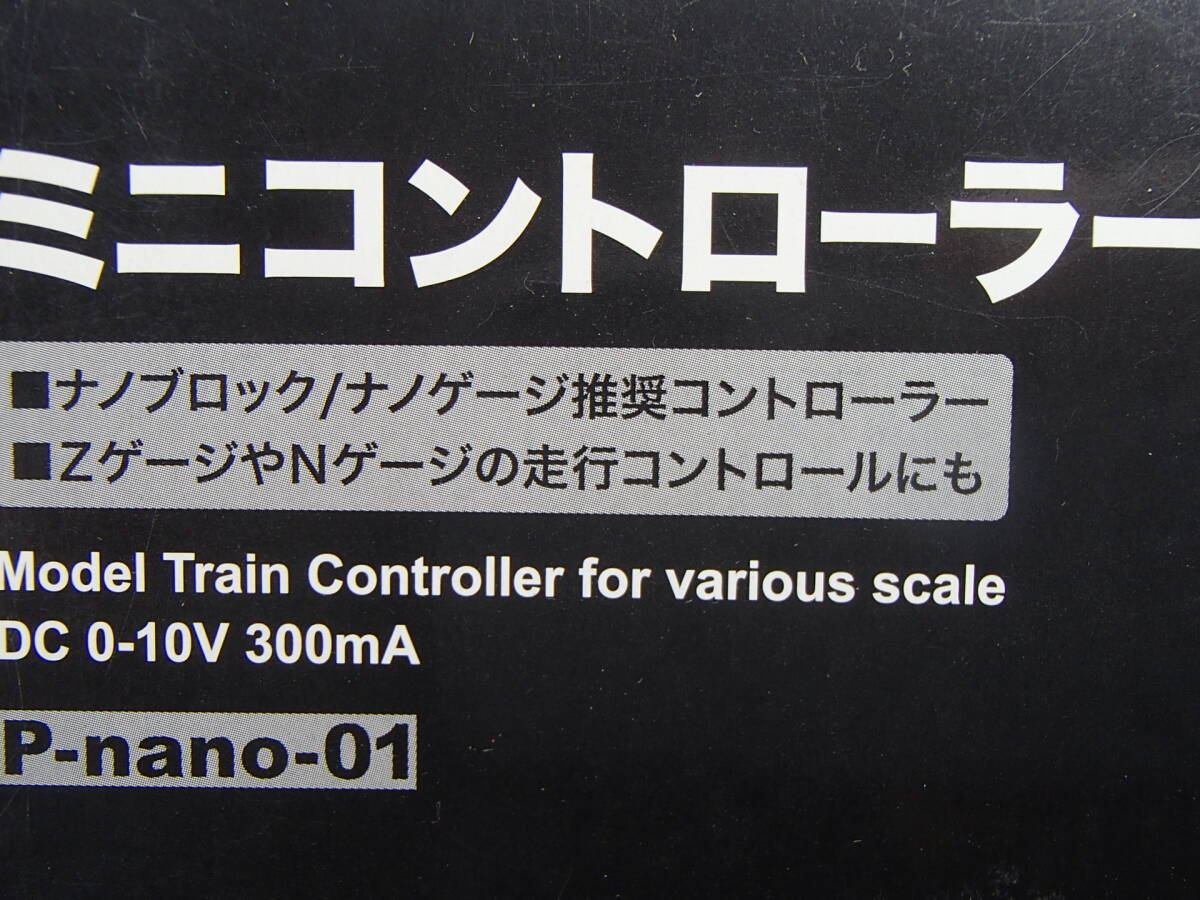 ミニコントローラー
■ナノブロック/ナノゲージ推奨コントローラー
■ZゲージやNゲージの走行コントロールにも
Model Train Controller for various scale
DC 0-10V 300mA
P-nano-01